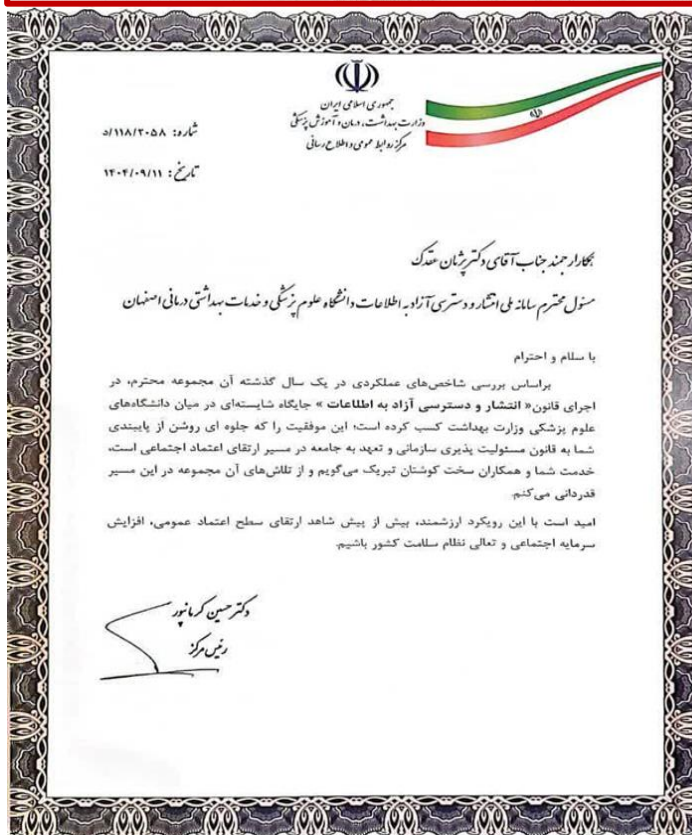 جمهوری اسلامی ایران
وزارت بهداشت، درمان و آموزش پزشکی
مرکز روابط عمومی و اطلاع رسانی
شماره: ۵/۱۱۸/۲۰۵۸
تاریخ: ۱۴۰۴/۰۹/۱۱
همکار ارجمند جناب آقای دکتر پژمان عقدک
مسئول محترم سامانه ملی انتشار و دسترسی آزاد به اطلاعات دانشگاه علوم پزشکی و خدمات بهداشتی درمانی اصفهان
با سلام و احترام
براساس بررسی شاخص‌های عملکردی در یک سال گذشته آن مجموعه محترم، در
اجرای قانون« انتشار و دسترسی آزاد به اطلاعات » جایگاه شایسته‌ای در میان دانشگاه‌های
علوم پزشکی وزارت بهداشت کسب کرده است؛ این موفقیت را که جلوه ای روشن از پایبندی
شما به قانون مسئولیت پذیری سازمانی و تعهد به جامعه در مسیر ارتقای اعتماد اجتماعی است،
خدمت شما و همکاران سخت کوشتان تبریک می‌گویم و از تلاش‌های آن مجموعه در این مسیر
قدردانی می‌کنم.
امید است با این رویکرد ارزشمند، بیش از پیش شاهد ارتقای سطح اعتماد عمومی، افزایش
سرمایه اجتماعی و تعالی نظام سلامت کشور باشیم.
دکتر حسین کرمانپور
رئیس مرکز